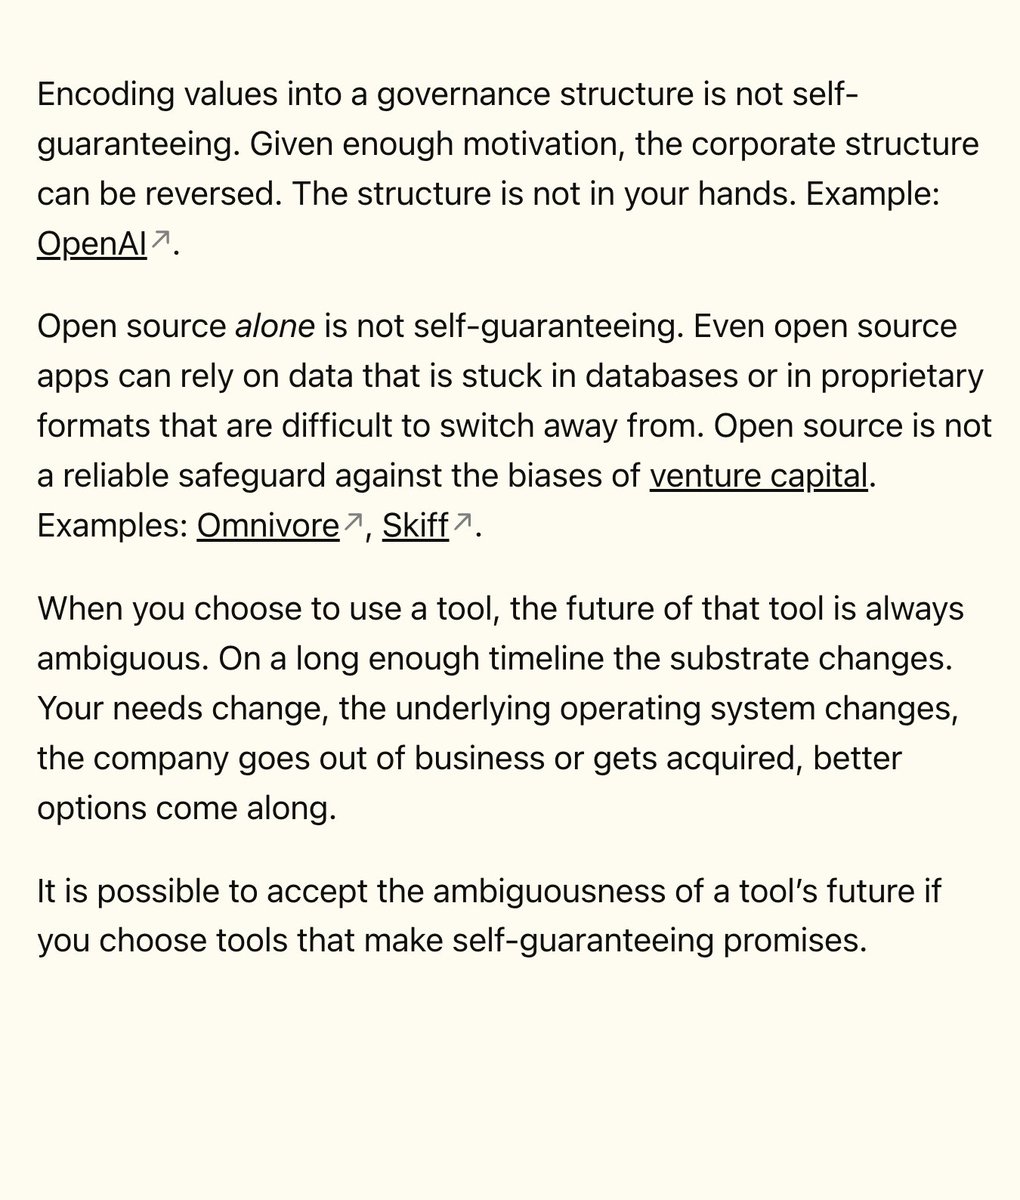 Encoding values into a governance structure is not self-
guaranteeing. Given enough motivation, the corporate structure
can be reversed. The structure is not in your hands. Example:
OpenAI↗.
Open source alone is not self-guaranteeing. Even open source
apps can rely on data that is stuck in databases or in proprietary
formats that are difficult to switch away from. Open source is not
a reliable safeguard against the biases of venture capital.
Examples: Omnivore↗, Skiff↗.
When you choose to use a tool, the future of that tool is always
ambiguous. On a long enough timeline the substrate changes.
Your needs change, the underlying operating system changes,
the company goes out of business or gets acquired, better
options come along.
It is possible to accept the ambiguousness of a tool’s future if
you choose tools that make self-guaranteeing promises.